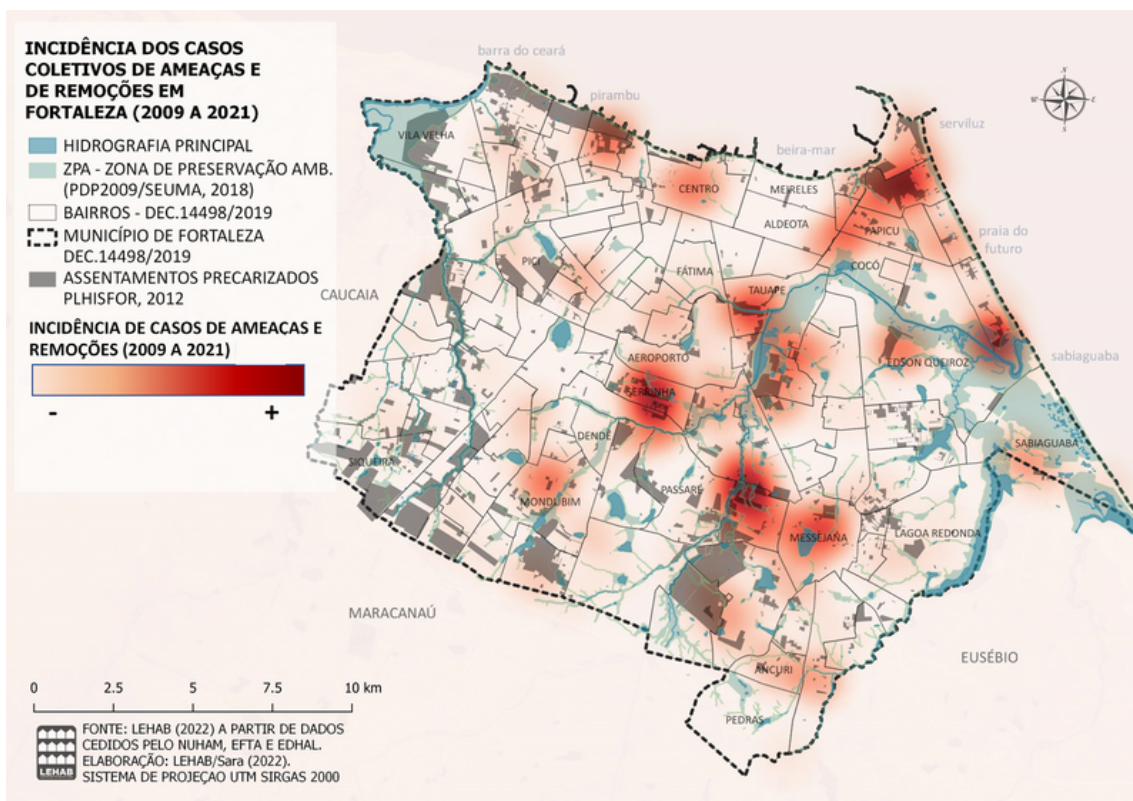 INCIDÊNCIA DOS CASOS
COLETIVOS DE AMEAÇAS E
DE REMOÇÕES EM
FORTALEZA (2009 A 2021)
HIDROGRAFIA PRINCIPAL
ZPA - ZONA DE PRESERVAÇÃO AMB.
(PDP2009/SEUMA, 2018)
BAIRROS - DEC.14498/2019
MUNICÍPIO DE FORTALEZA
DEC.14498/2019
ASSENTAMENTOS PRECARIZADOS
PLHISFOR, 2012
INCIDÊNCIA DE CASOS DE AMEAÇAS E
REMOÇÕES (2009 A 2021)
- +
barra do ceará
pirambu
beira-mar
serviluz
praia do
futuro
sabiaguaba
N
W E
S
VILA VELHA
CENTRO
MEIRELES
ALDEOTA
PAPICU
PICI
FÁTIMA
COCÓ
TAUAPE
CAUCAIA
AEROPORTO
EDSON QUEIROZ
SERRINHA
DENDÊ
SABIAGUABA
SIQUEIRA
MONDUBIM
PASSARÉ
MESSEJANA
LAGOA REDONDA
MARACANAÚ
EUSÉBIO
ANCURI
PEDRAS
0 2.5 5 7.5 10 km
LEHAB
FONTE: LEHAB (2022) A PARTIR DE DADOS
CEDIDOS PELO NUHAM, EFTA E EDHAL.
ELABORAÇÃO: LEHAB/Sara (2022).
SISTEMA DE PROJEÇAO UTM SIRGAS 2000